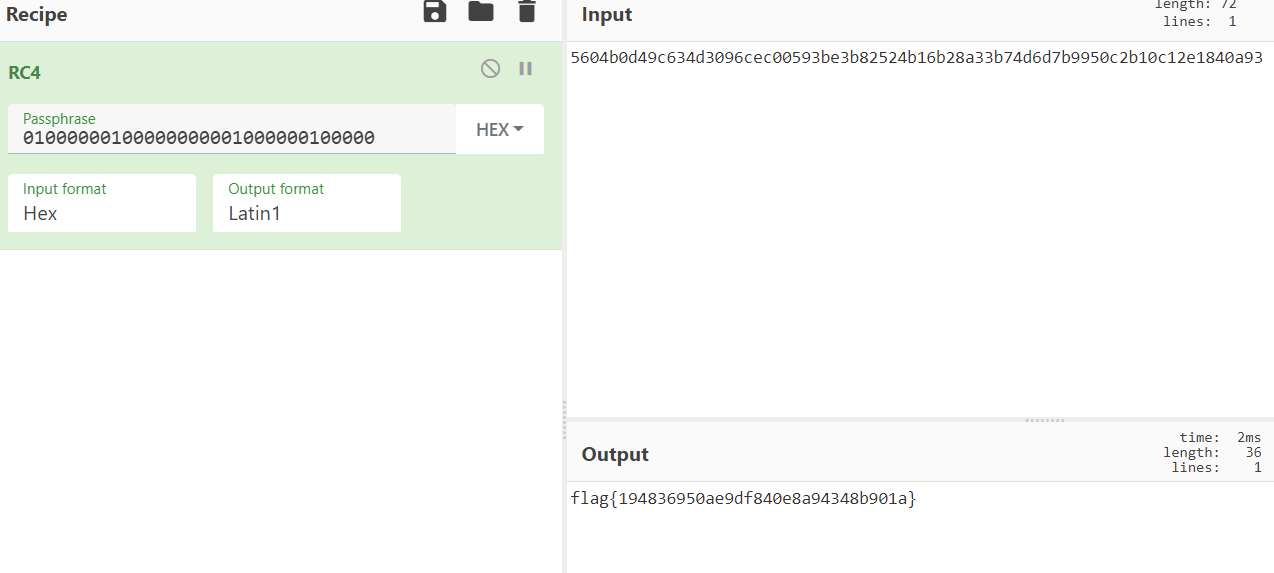 Recipe
RC4
Passphrase
01000000100000000001000000100000
HEX
Input format
Hex
Output format
Latin1
Input
length: 72
lines: 1
5604b0d49c634d3096cec00593be3b82524b16b28a33b74d6d7b9950c2b10c12e1840a93
Output
time: 2ms
length: 36
lines: 1
flag{194836950ae9df840e8a94348b901a}